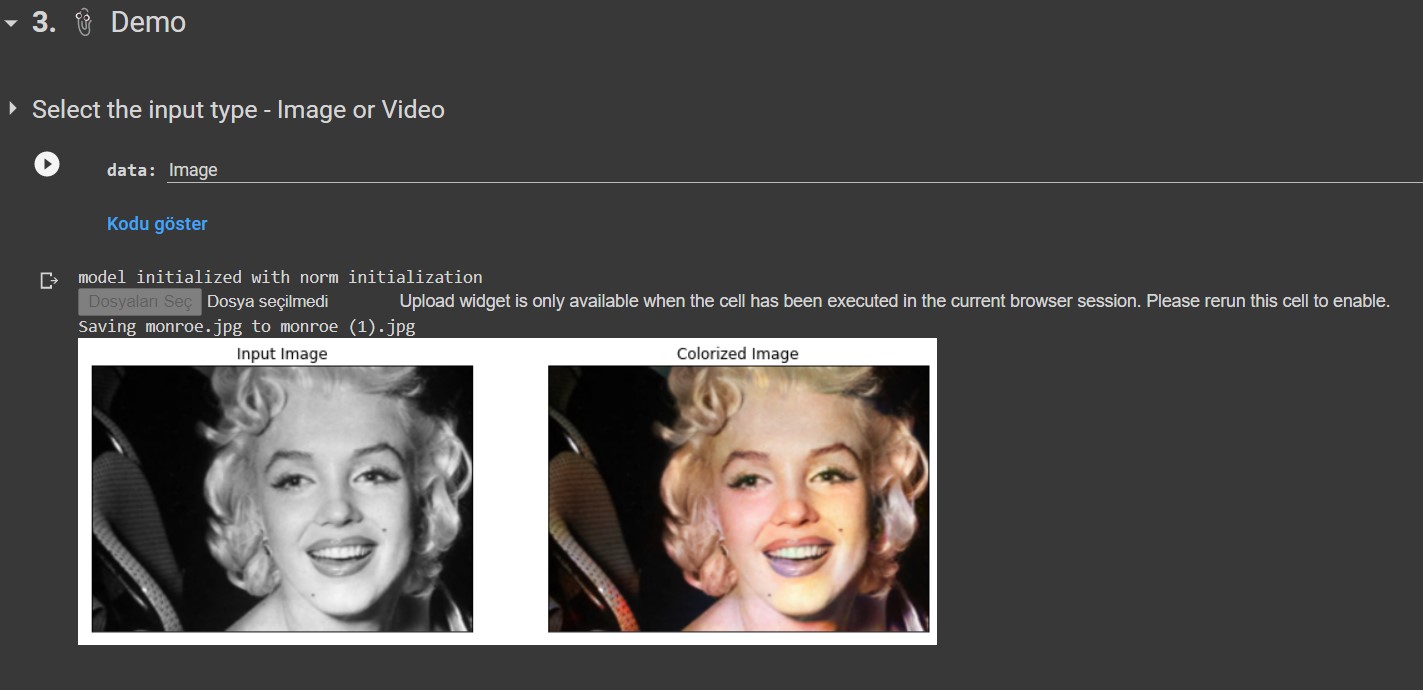 3. Demo
Select the input type - Image or Video
data: Image
Kodu göster
model initialized with norm initialization
Dosyaları Seç Dosya seçilmedi Upload widget is only available when the cell has been executed in the current browser session. Please rerun this cell to enable.
Saving monroe.jpg to monroe (1).jpg
Input Image Colorized Image